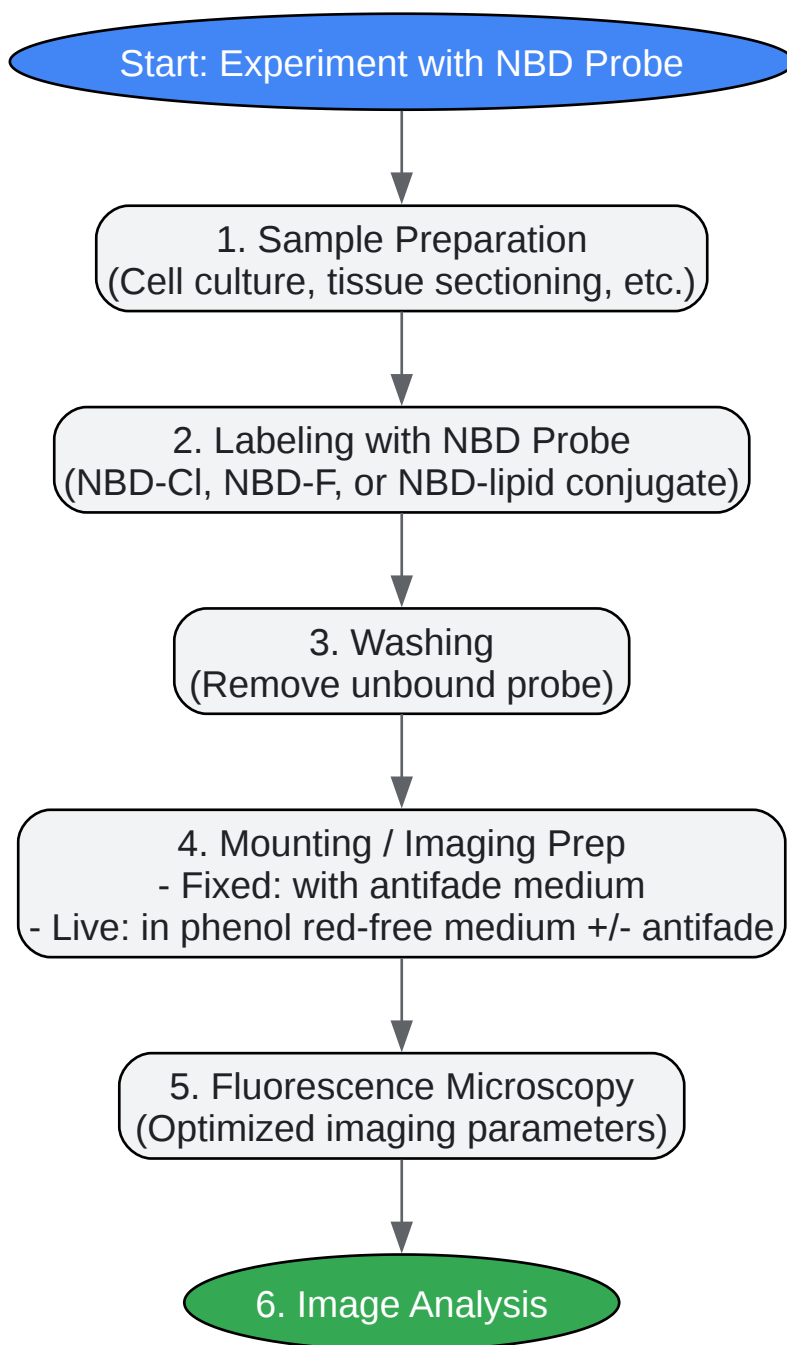 Start: Experiment with NBD Probe
1. Sample Preparation
(Cell culture, tissue sectioning, etc.)
2. Labeling with NBD Probe
(NBD-Cl, NBD-F, or NBD-lipid conjugate)
3. Washing
(Remove unbound probe)
4. Mounting / Imaging Prep
- Fixed: with antifade medium
- Live: in phenol red-free medium +/- antifade
5. Fluorescence Microscopy
(Optimized imaging parameters)
6. Image Analysis